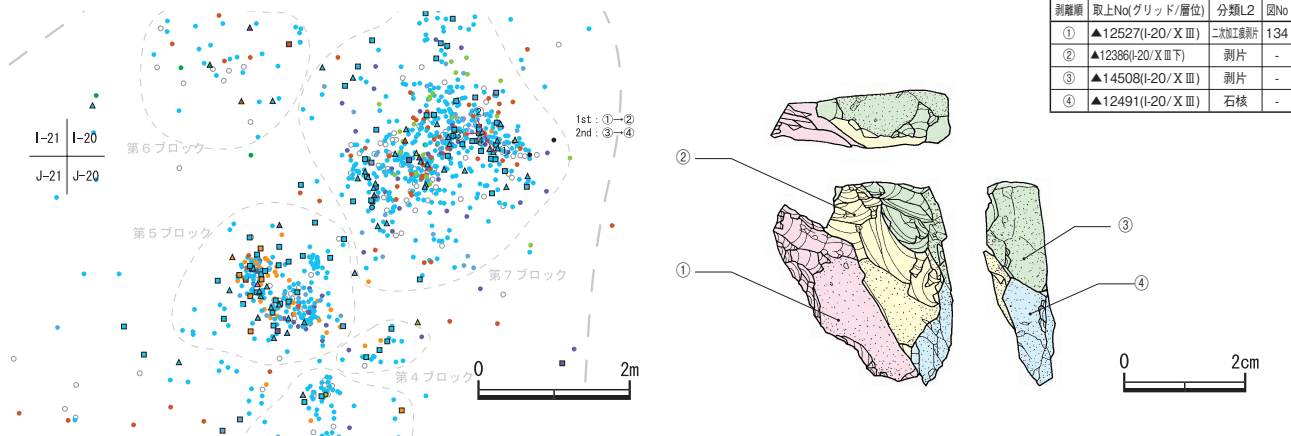 I-21 I-20
J-21 J-20
第6ブロック
第5ブロック
第7ブロック
第4ブロック
1st：①→②
2nd：③→④
0 2m
剥離順 取上No(グリッド/層位) 分類L2 図No
① ▲12527(I-20/ⅩⅢ) 二次加工痕剥片 134
② ▲12386(I-20/ⅩⅢ下) 剥片 -
③ ▲14508(I-20/ⅩⅢ) 剥片 -
④ ▲12491(I-20/ⅩⅢ) 石核 -
②
①
③
④
0 2cm